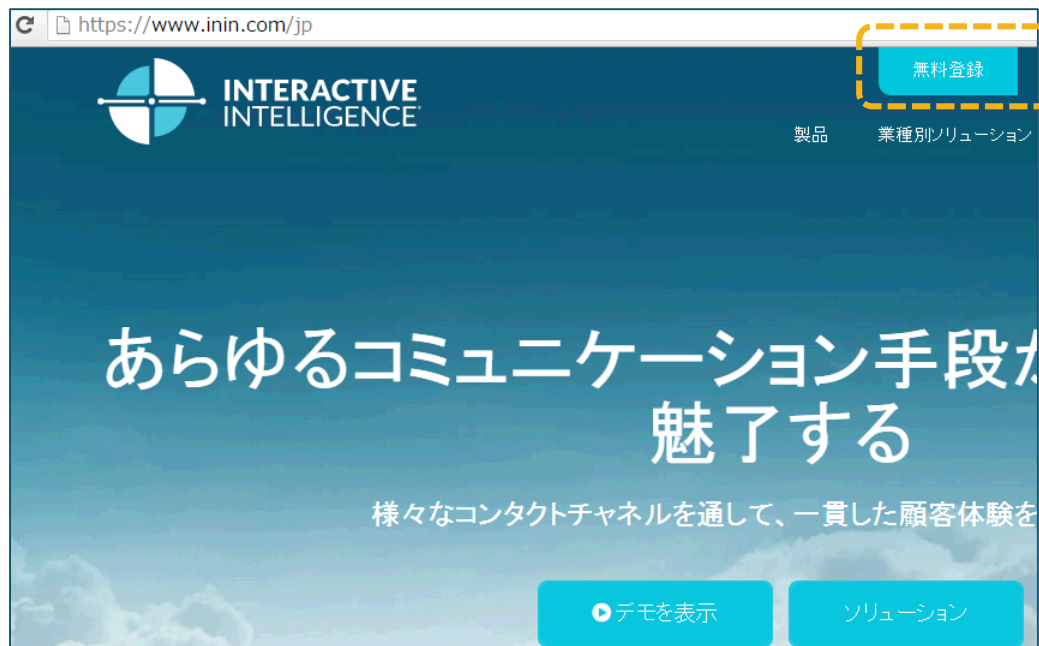 https://www.inin.com/jp
無料登録
INTERACTIVE
INTELLIGENCE
製品 業種別ソリューション
あらゆるコミュニケーション手段
魅了する
様々なコンタクトチャネルを通して、一貫した顧客体験を
デモを表示 ソリューション